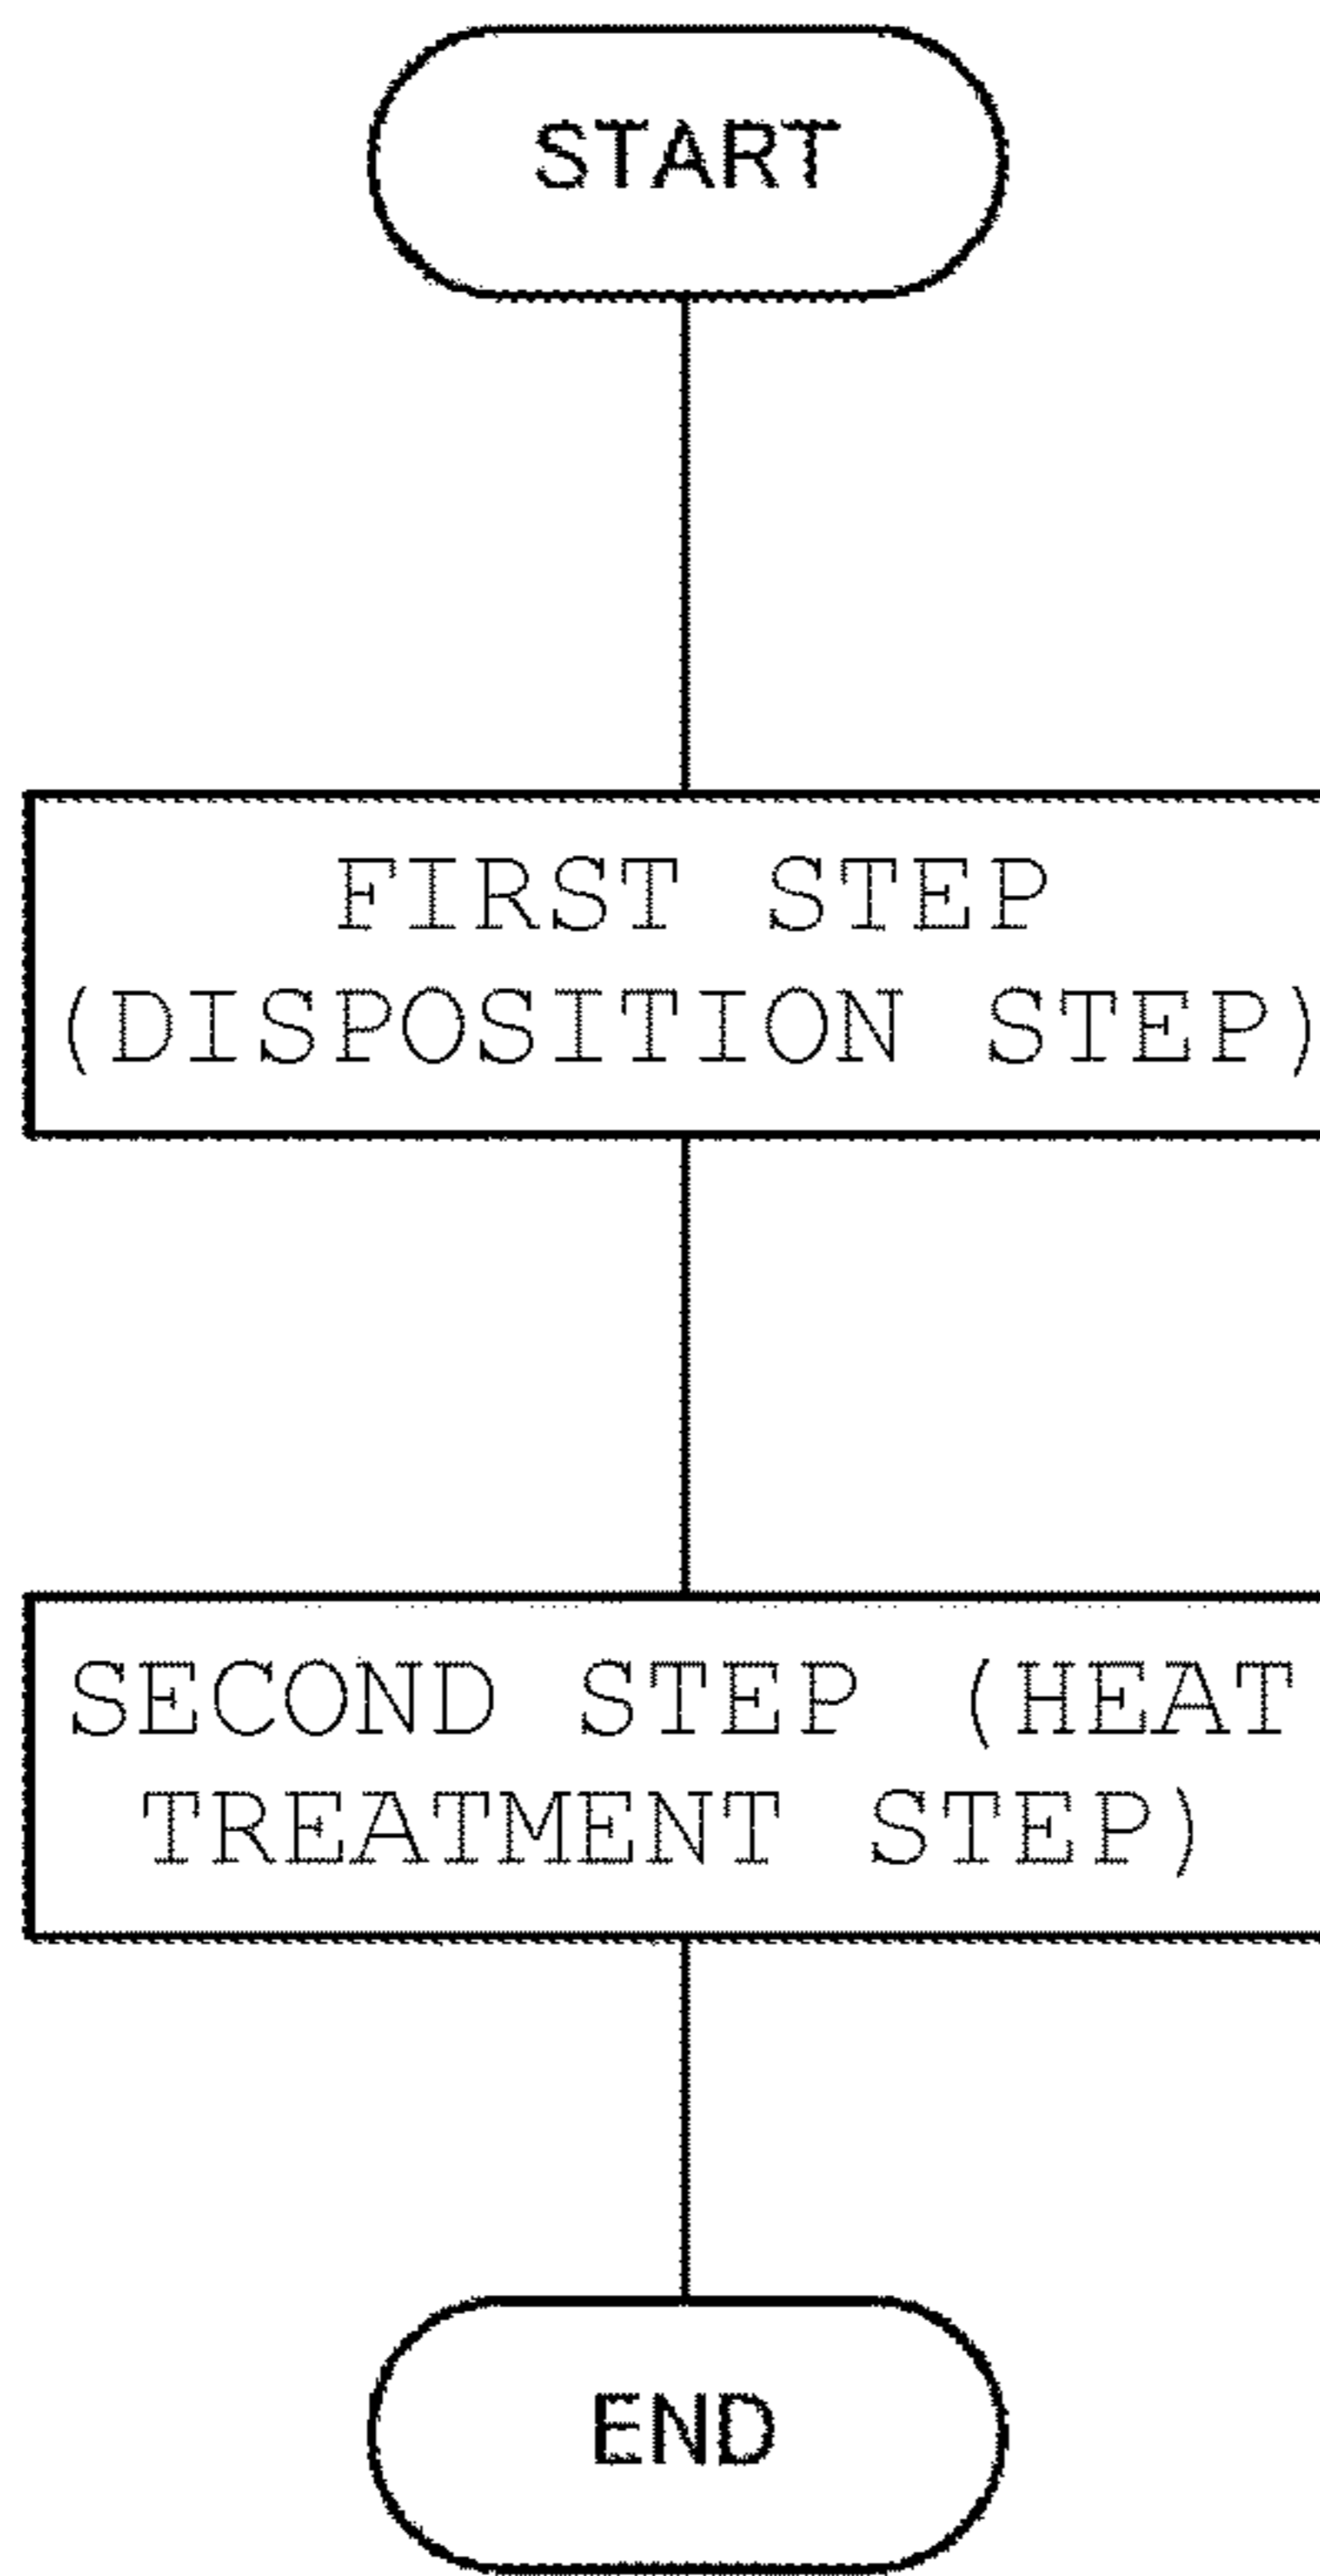 START
FIRST STEP
(DISPOSITION STEP)
SECOND STEP (HEAT
TREATMENT STEP)
END